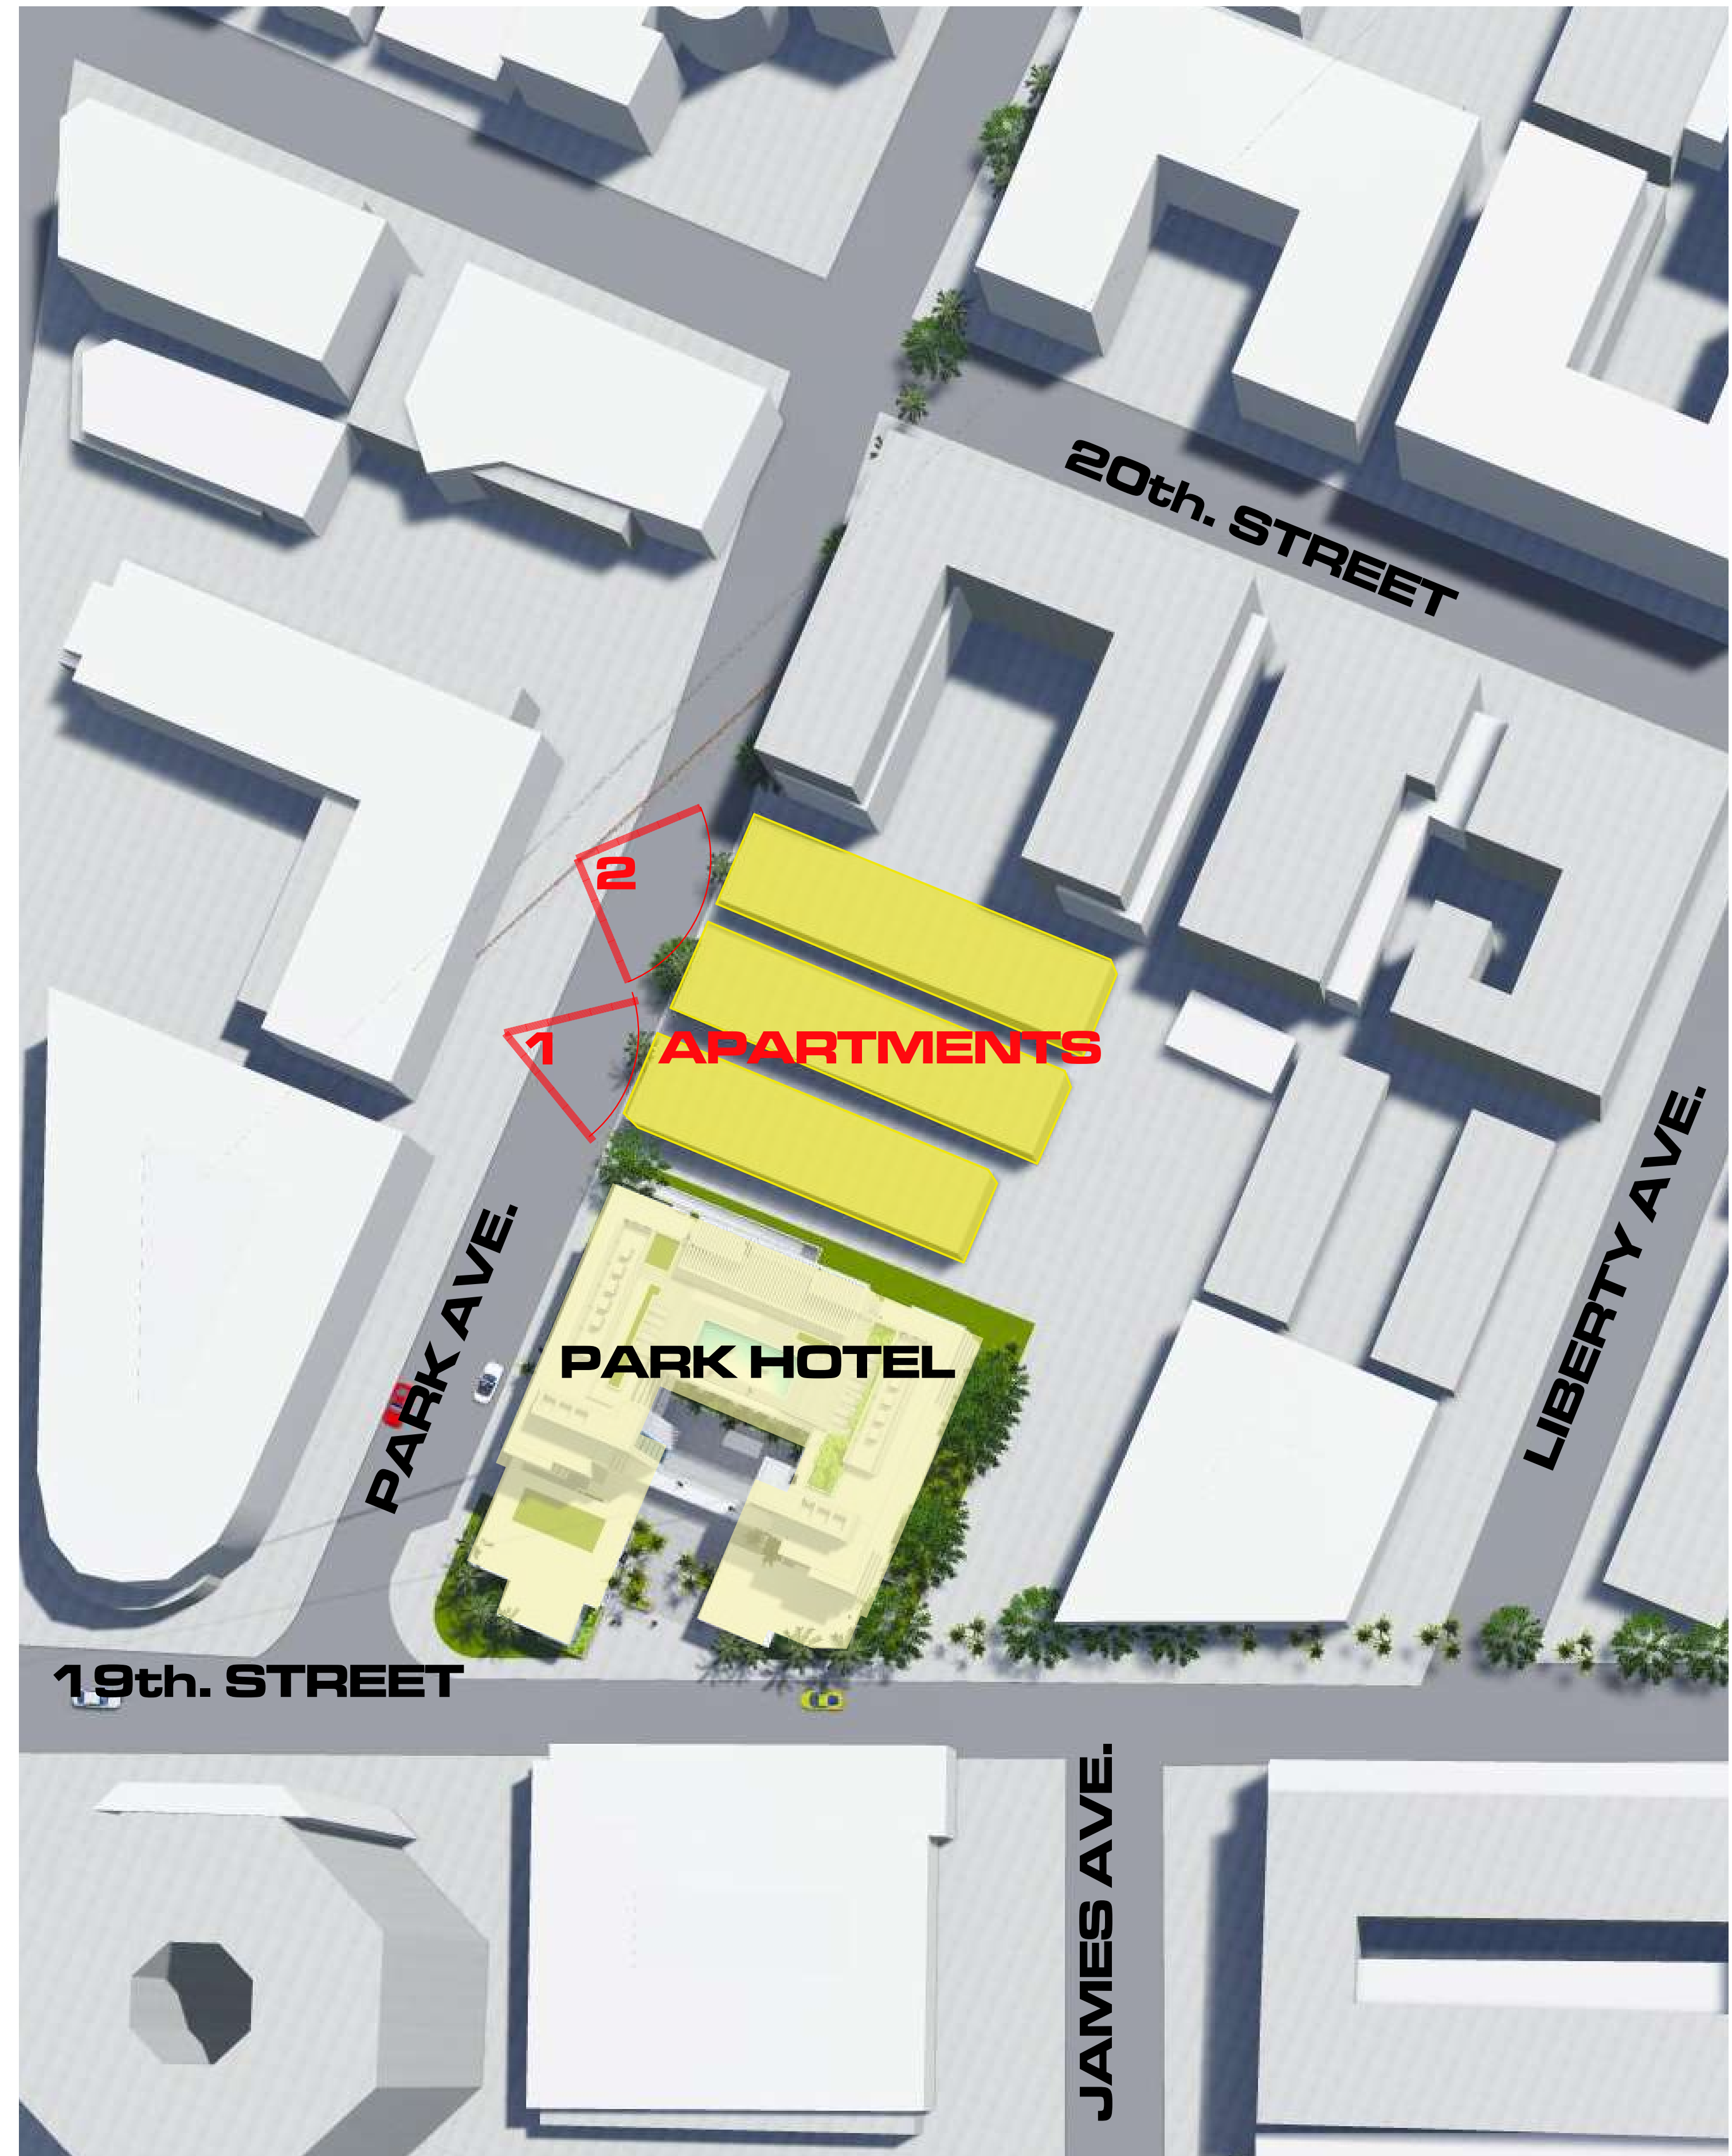 20th. STREET
2
1
APARTMENTS
PARK AVE.
LIBERTY AVE.
PARK HOTEL
19th. STREET
JAMES AVE.